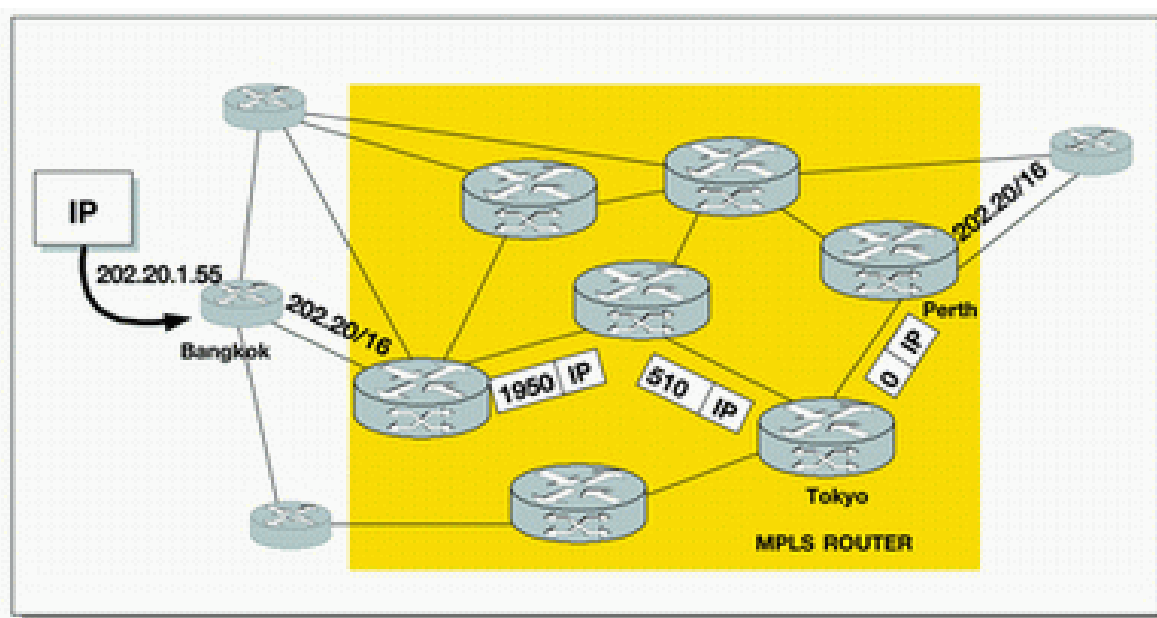 IP
202.20.1.55
202.20/16
Bangkok
1950 IP
510 IP
202.20/16
Perth
0 IP
Tokyo
MPLS ROUTER